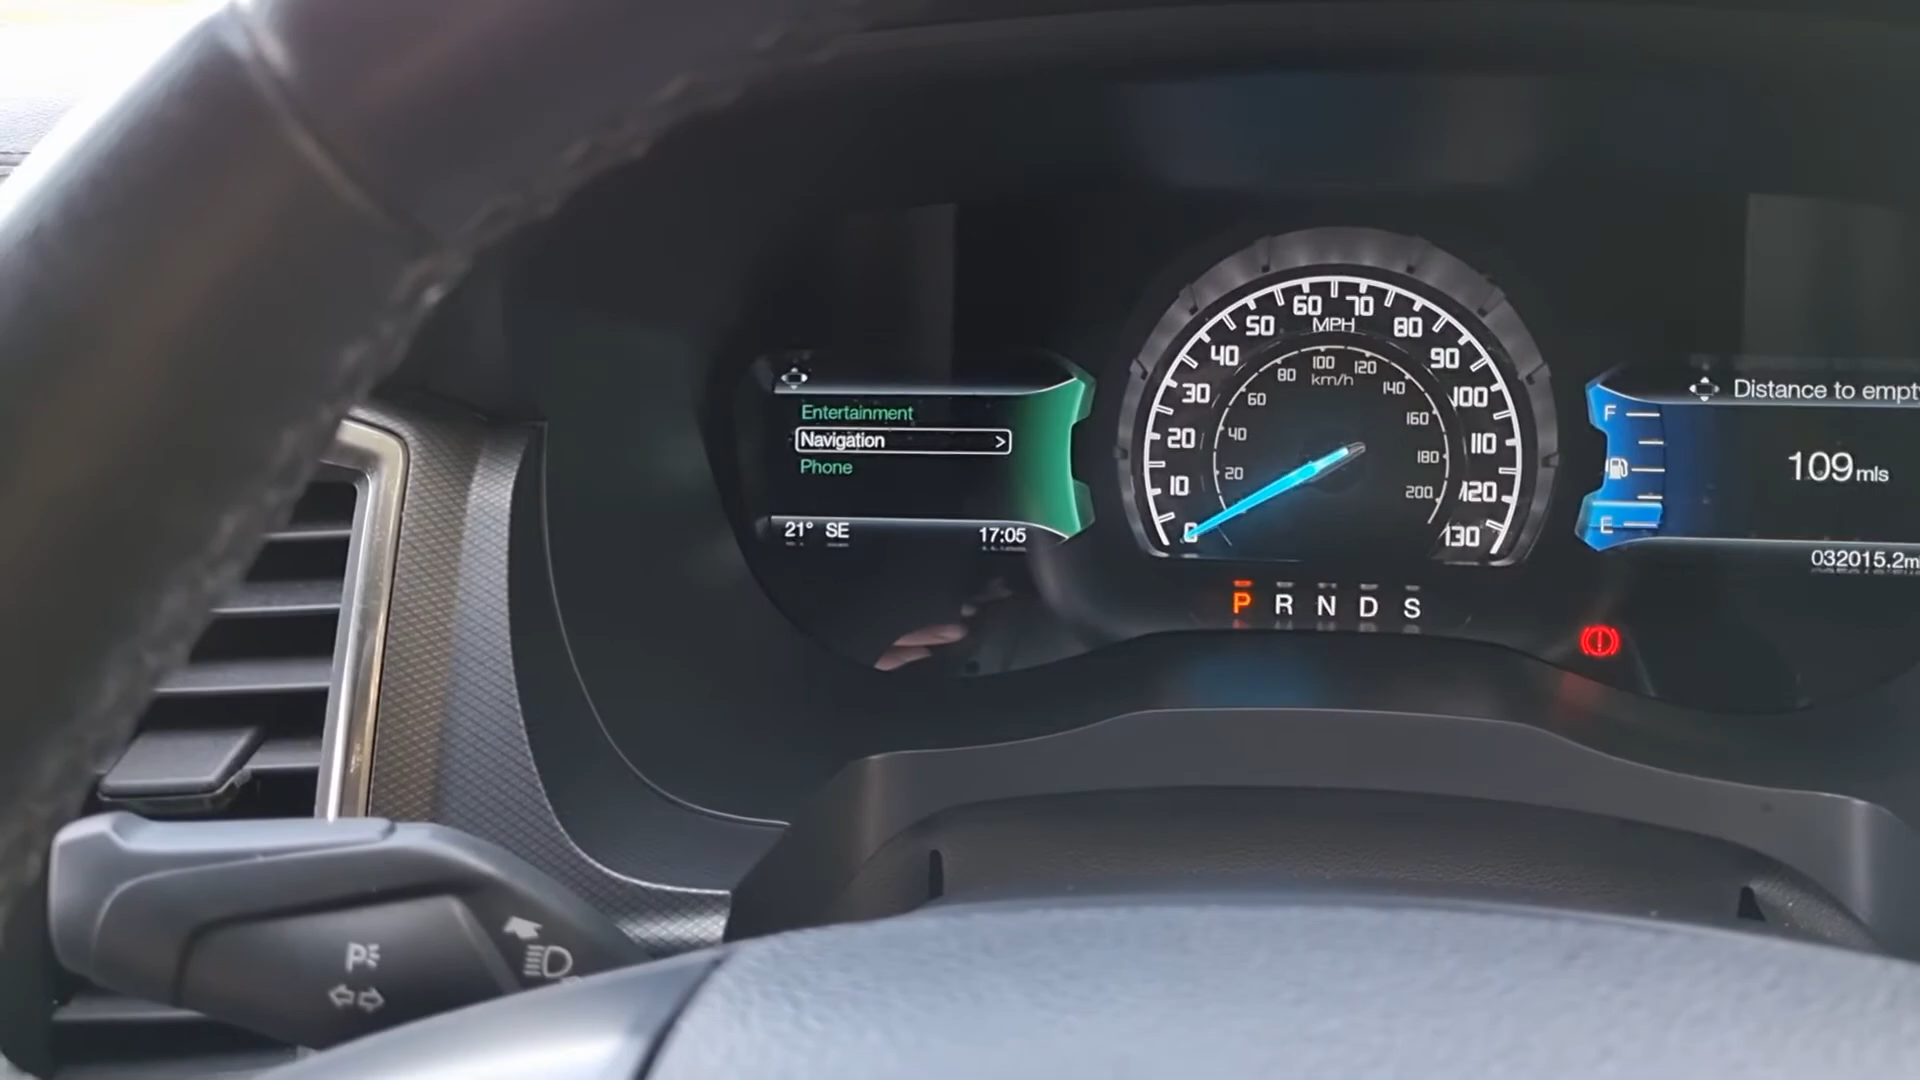 Entertainment
Navigation >
Phone
21° SE 17:05
0 10 20 30 40 50 60 70 80 90 100 110 120 130
MPH
20 40 60 80 100 120 140 160 180 200
km/h
P R N D S
Distance to empty
F
109 mls
E
032015.2m
P